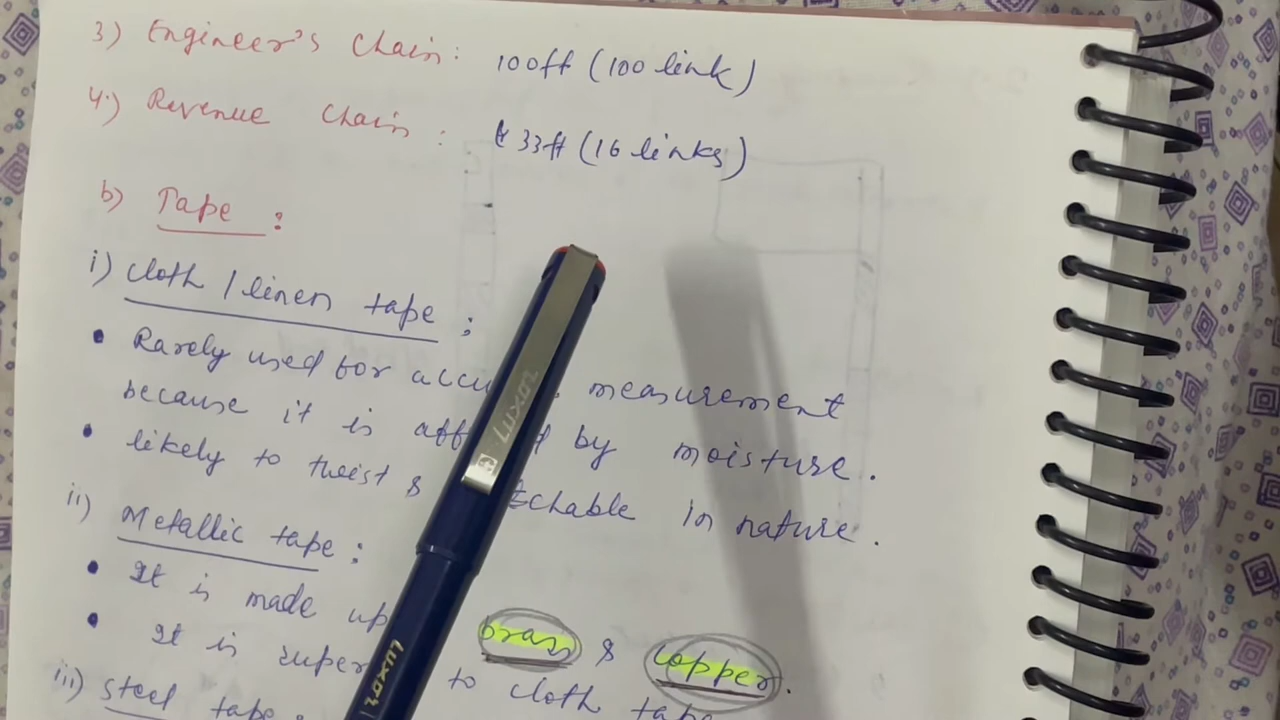 3) Engineer's Chain: 100ft (100 link)
4.) Revenue Chain: 33ft (16 links)
b) Tape:
i) Cloth / linen tape:
• Rarely used for accu measurement
because it is aff d by moisture.
• likely to twist & tchable in nature.
ii) Metallic tape:
• It is made up brass & copper.
• It is super to cloth tape
iii) steel tape:
LUXOR
LUXOR